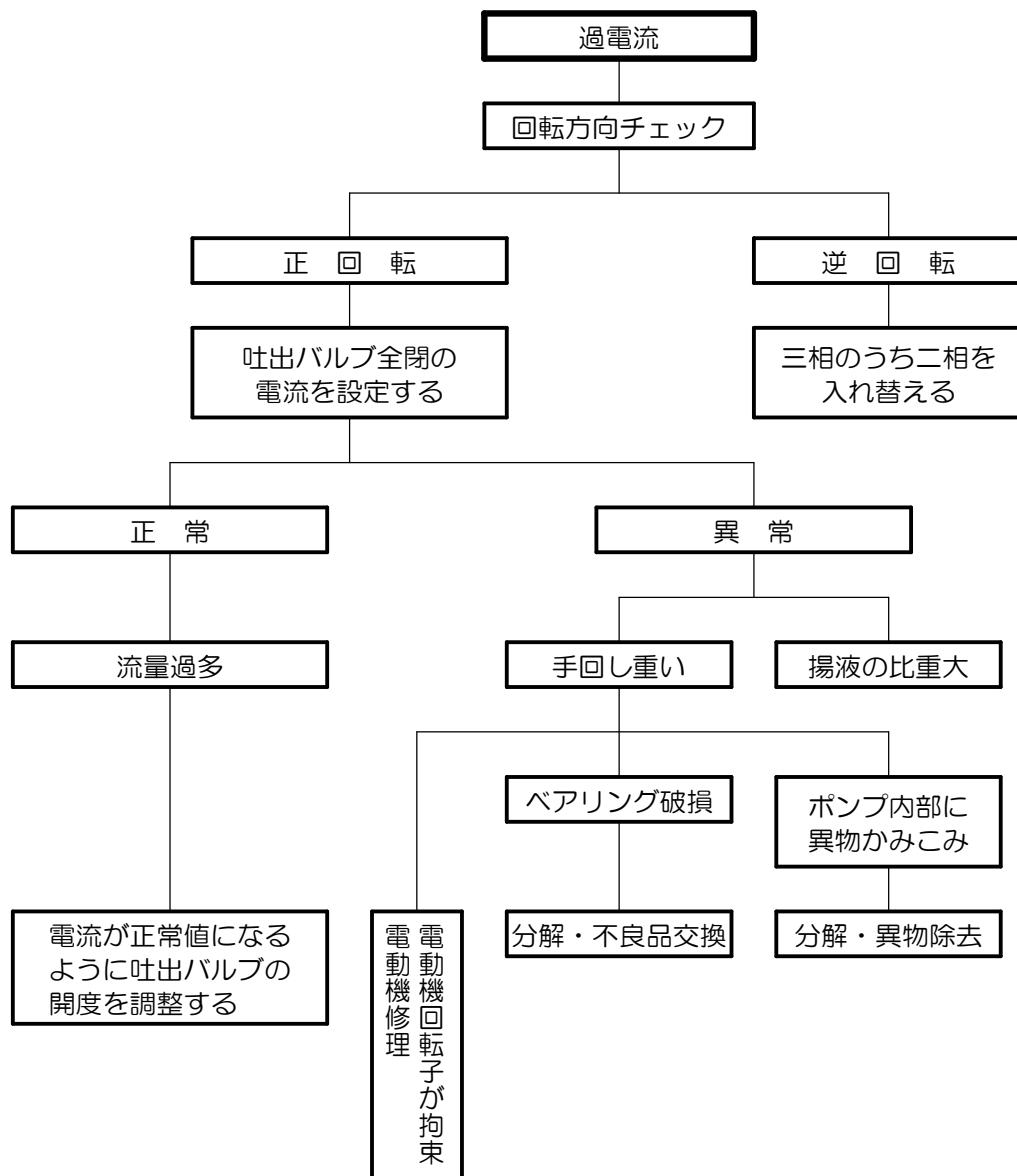 過電流
回転方向チェック
正　回　転
逆　回　転
吐出バルブ全閉の
電流を設定する
三相のうち二相を
入れ替える
正　常
異　常
流量過多
手回し重い
揚液の比重大
ベアリング破損
ポンプ内部に
異物かみこみ
電流が正常値になる
ように吐出バルブの
開度を調整する
電動機回転子が拘束
電動機修理
分解・不良品交換
分解・異物除去